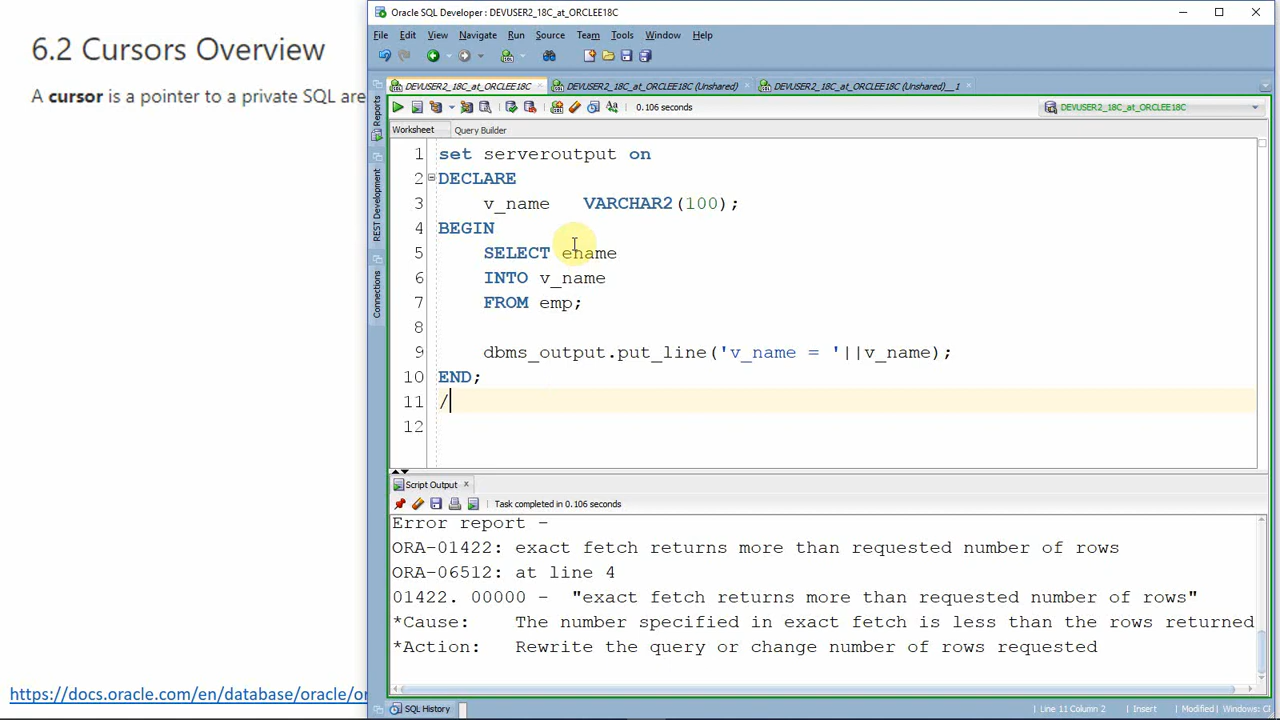 6.2 Cursors Overview
A cursor is a pointer to a private SQL are
https://docs.oracle.com/en/database/oracle/or
Oracle SQL Developer : DEVUSER2_18C_at_ORCLEE18C
File Edit View Navigate Run Source Team Tools Window Help
DEVUSER2_18C_at_ORCLEE18C DEVUSER2_18C_at_ORCLEE18C (Unshared) DEVUSER2_18C_at_ORCLEE18C (Unshared)__1
0.106 seconds DEVUSER2_18C_at_ORCLEE18C
Worksheet Query Builder
Reports
REST Development
Connections
1 set serveroutput on
2 DECLARE
3 v_name VARCHAR2(100);
4 BEGIN
5 SELECT ename
6 INTO v_name
7 FROM emp;
8
9 dbms_output.put_line('v_name = '||v_name);
10 END;
11 /
12
Script Output
Task completed in 0.106 seconds
Error report -
ORA-01422: exact fetch returns more than requested number of rows
ORA-06512: at line 4
01422. 00000 - "exact fetch returns more than requested number of rows"
*Cause: The number specified in exact fetch is less than the rows returned
*Action: Rewrite the query or change number of rows requested
SQL History Line 11 Column 2 Insert Modified Windows: C